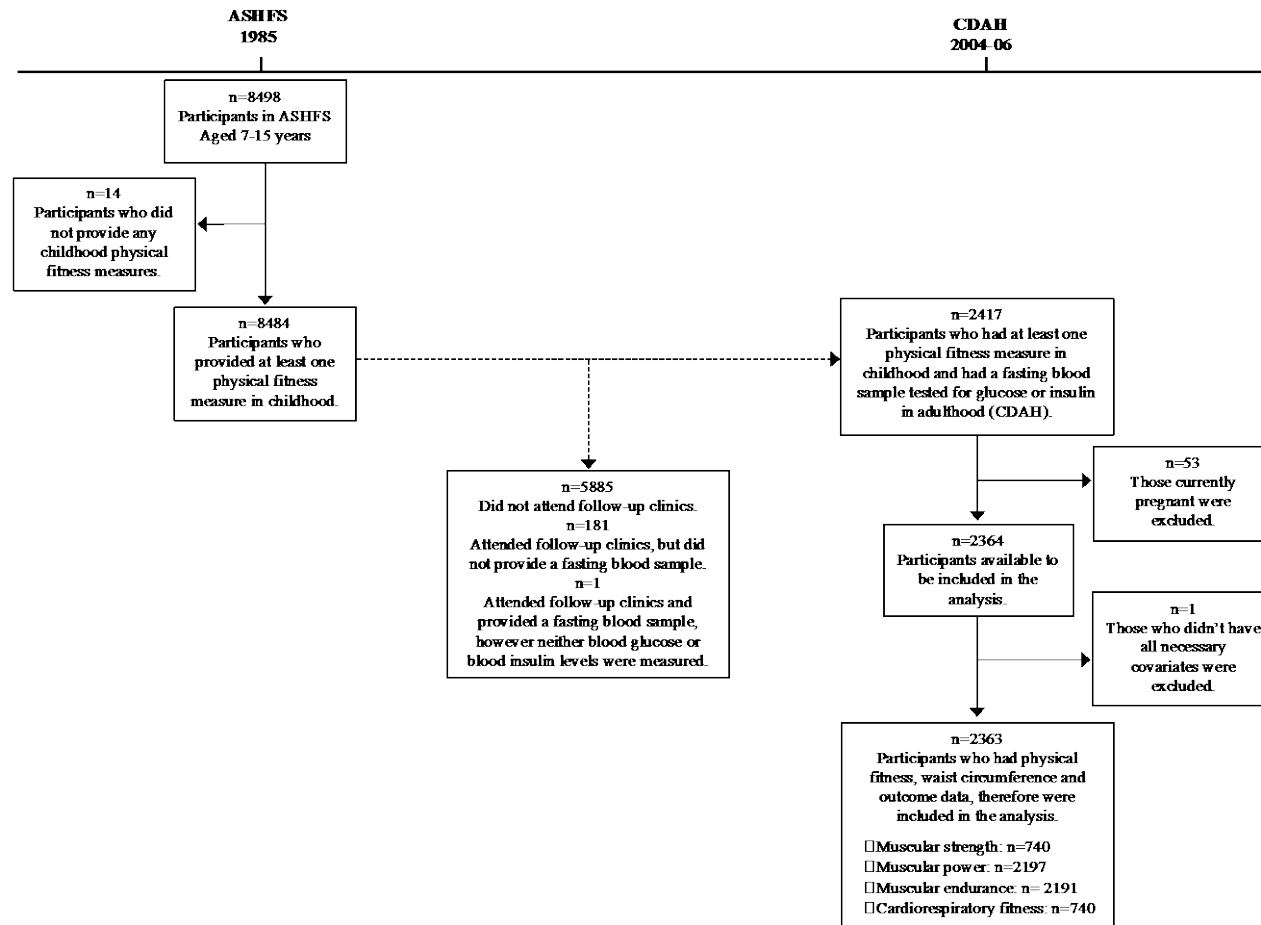 ASHFS
1985
CDAH
2004-06
n=8498
Participants in ASHFS
Aged 7-15 years
n=14
Participants who did
not provide any
childhood physical
fitness measures.
n=8484
Participants who
provided at least one
physical fitness
measure in childhood.
n=2417
Participants who had at least one
physical fitness measure in
childhood and had a fasting blood
sample tested for glucose or insulin
in adulthood (CDAH).
n=5885
Did not attend follow-up clinics.
n=181
Attended follow-up clinics, but did
not provide a fasting blood sample.
n=1
Attended follow-up clinics and
provided a fasting blood sample,
however neither blood glucose or
blood insulin levels were measured.
n=53
Those currently
pregnant were
excluded.
n=2364
Participants available to
be included in the
analysis.
n=1
Those who didn't have
all necessary
covariates were
excluded.
n=2363
Participants who had physical
fitness, waist circumference and
outcome data, therefore were
included in the analysis.
□Muscular strength: n=740
□Muscular power: n=2197
□Muscular endurance: n= 2191
□Cardiorespiratory fitness: n=740